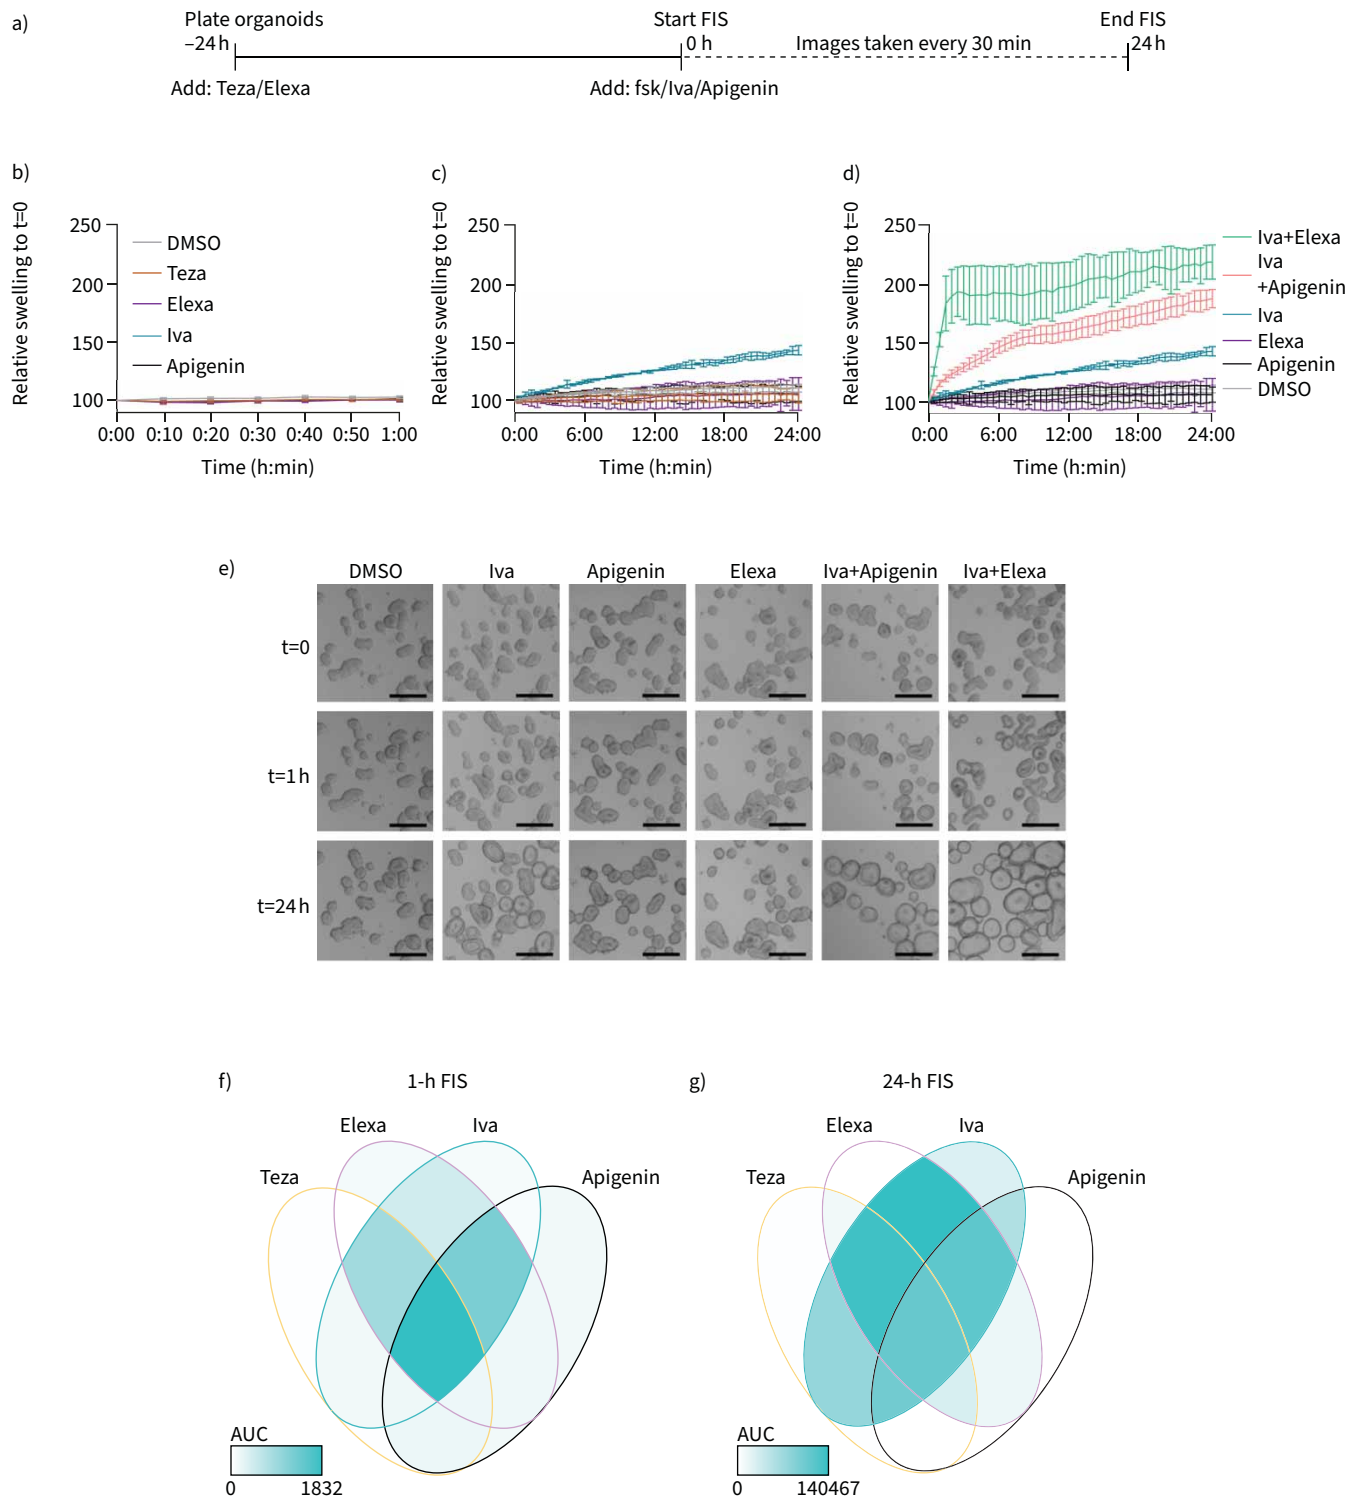 a)
Plate organoids
Start FIS
End FIS
–24 h
0 h
Images taken every 30 min
24 h
Add: Teza/Elexa
Add: fsk/Iva/Apigenin
b)
c)
d)
Relative swelling to t=0
250
200
150
100
DMSO
Teza
Elexa
Iva
Apigenin
0:00 0:10 0:20 0:30 0:40 0:50 1:00
Time (h:min)
Relative swelling to t=0
250
200
150
100
0:00 6:00 12:00 18:00 24:00
Time (h:min)
Relative swelling to t=0
250
200
150
100
0:00 6:00 12:00 18:00 24:00
Time (h:min)
Iva+Elexa
Iva
+Apigenin
Iva
Elexa
Apigenin
DMSO
e)
DMSO Iva Apigenin Elexa Iva+Apigenin Iva+Elexa
t=0
t=1 h
t=24 h
f)
1-h FIS
Elexa
Iva
Teza
Apigenin
AUC
0 1832
g)
24-h FIS
Elexa
Iva
Teza
Apigenin
AUC
0 140467